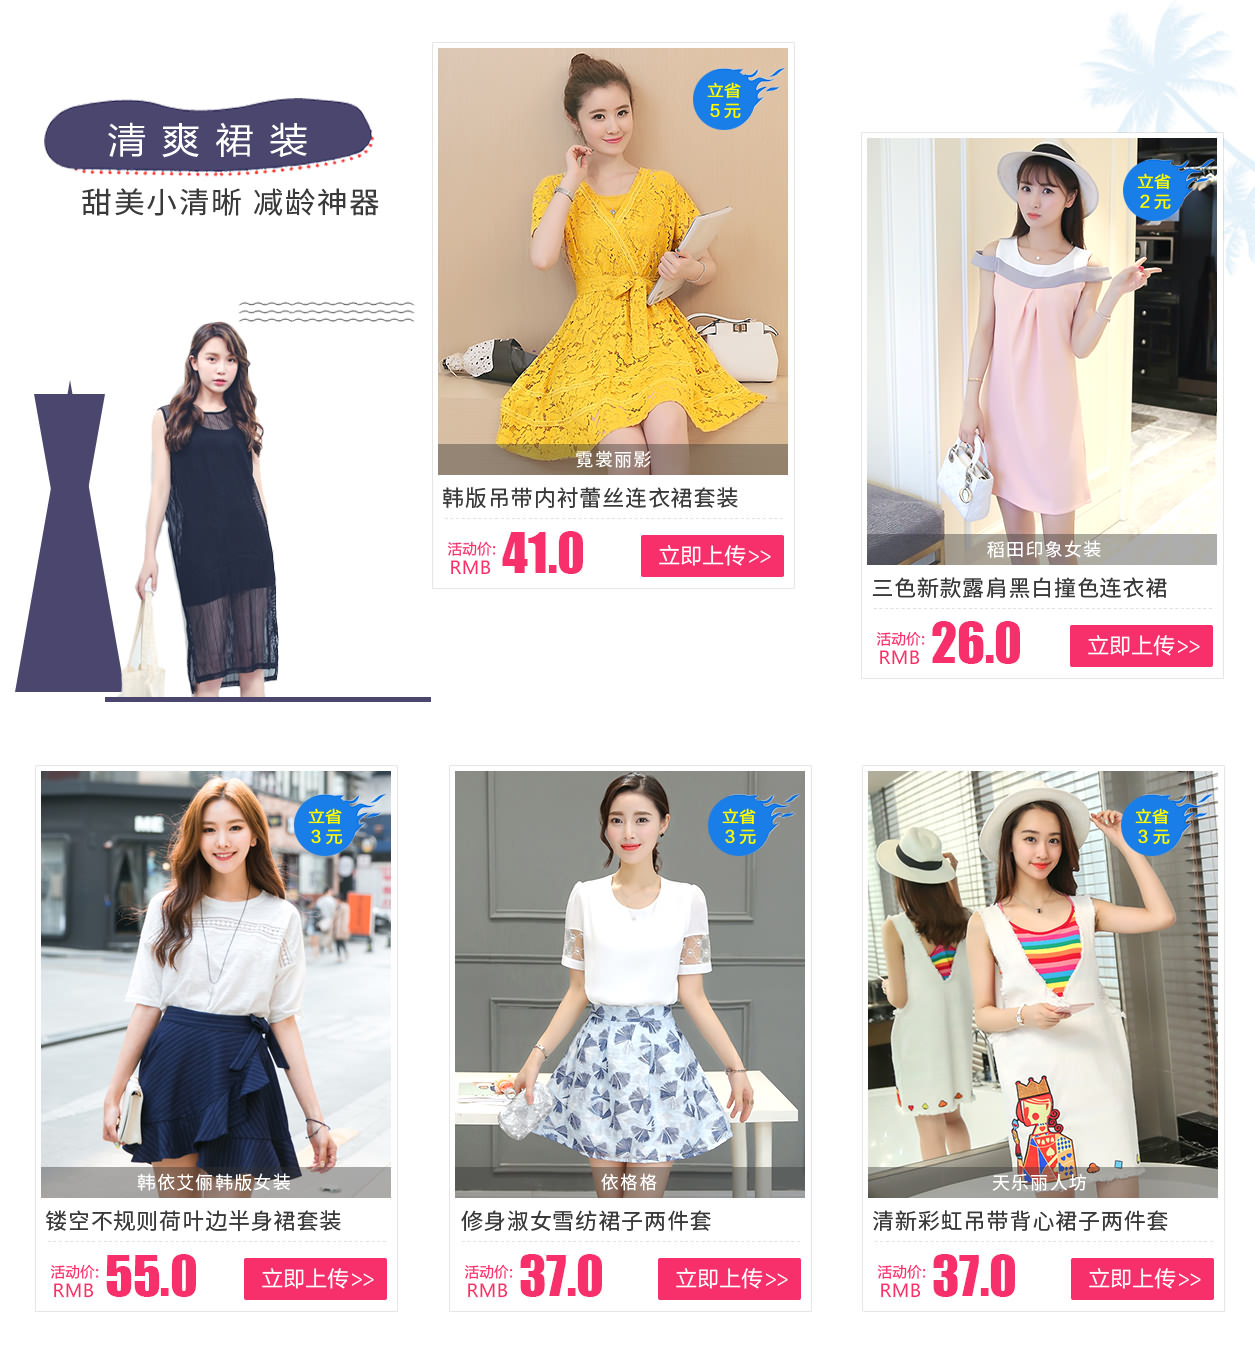 清爽裙装
甜美小清晰 减龄神器
立省
5元
霓裳丽影
韩版吊带内衬蕾丝连衣裙套装
活动价:
RMB
41.0
立即上传>>
立省
2元
稻田印象女装
三色新款露肩黑白撞色连衣裙
活动价:
RMB
26.0
立即上传>>
ME
立省
3元
韩依艾俪韩版女装
镂空不规则荷叶边半身裙套装
活动价:
RMB
55.0
立即上传>>
立省
3元
依格格
修身淑女雪纺裙子两件套
活动价:
RMB
37.0
立即上传>>
立省
3元
天乐丽人坊
清新彩虹吊带背心裙子两件套
活动价:
RMB
37.0
立即上传>>